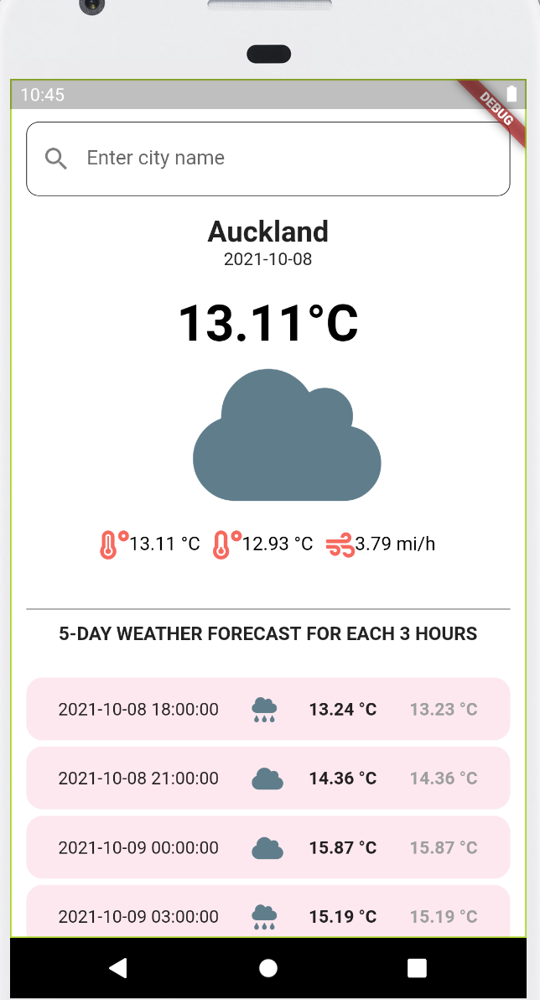 10:45
DEBUG
Enter city name
Auckland
2021-10-08
13.11°C
13.11 °C 12.93 °C 3.79 mi/h
5-DAY WEATHER FORECAST FOR EACH 3 HOURS
2021-10-08 18:00:00 13.24 °C 13.23 °C
2021-10-08 21:00:00 14.36 °C 14.36 °C
2021-10-09 00:00:00 15.87 °C 15.87 °C
2021-10-09 03:00:00 15.19 °C 15.19 °C